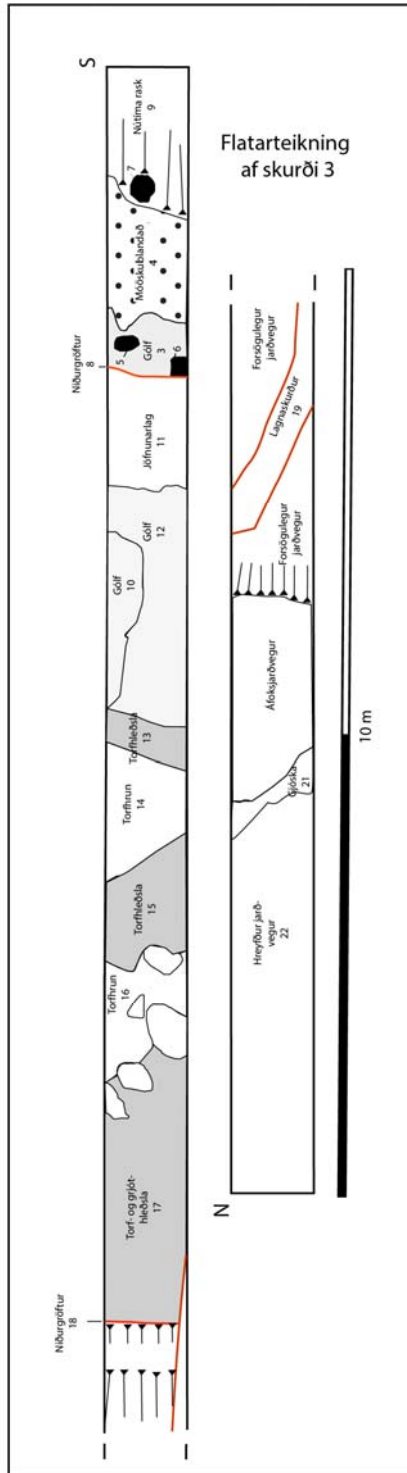 Flatarteikning
af skurði 3
S
Nútíma rask
9
7
Móöskublandað
4
5
Gólf
3
6
Niðurgröftur
8
Jöfnunarlag
11
Gólf
12
Gólf
10
Torfhleðsla
13
Torfhrun
14
Torfhleðsla
15
Torfhrun
16
Torf- og grjót-
hleðsla
17
Niðurgröftur
18
Forsögulegur
jarðvegur
Lagnaskurður
19
Forsögulegur
jarðvegur
Áfoksjarðvegur
Gjóska
21
Hreyfður jarð-
vegur
22
N
10 m